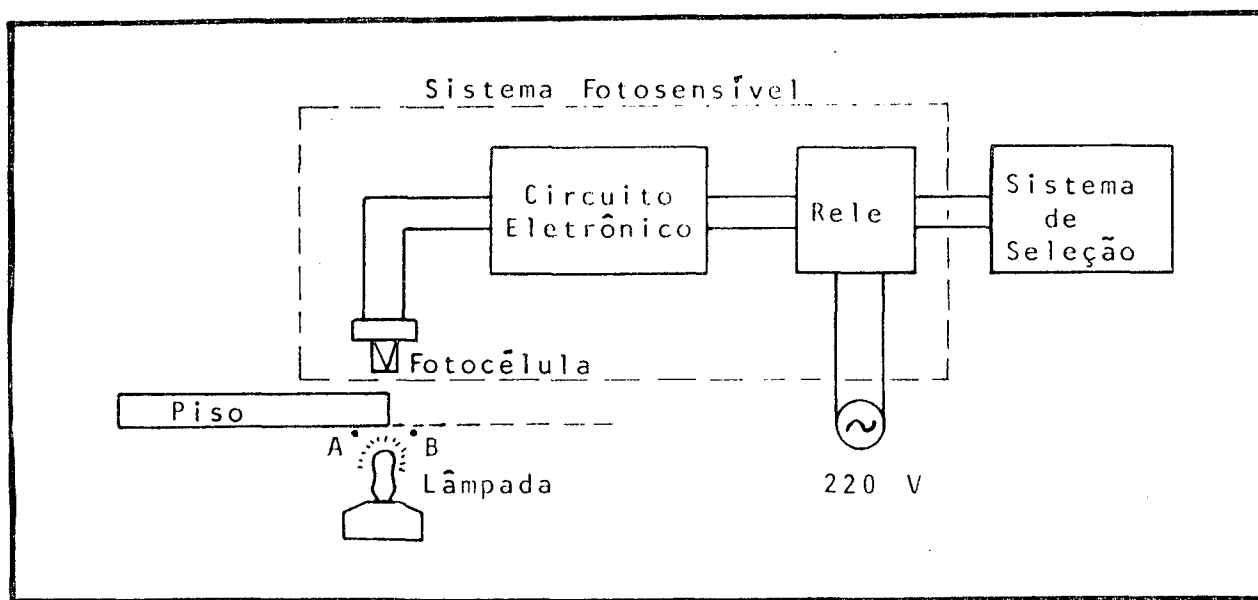 Sistema Fotosensível
Circuito
Eletrônico
Rele
Sistema
de
Seleção
Fotocélula
Piso
A
B
Lâmpada
220 V